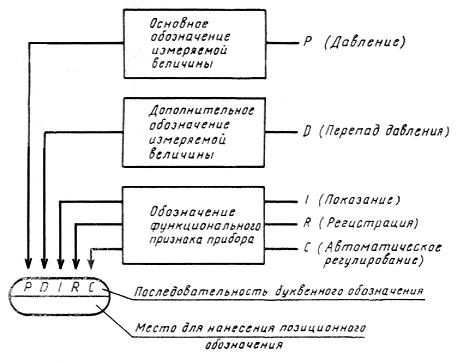 Основное
обозначение
измеряемой
величины
P (Давление)
Дополнительное
обозначение
измеряемой
величины
D (Перепад давления)
Обозначение
функционального
признака прибора
I (Показание)
R (Регистрация)
C (Автоматическое
регулирование)
P D I R C
Последовательность буквенного обозначения
Место для нанесения позиционного
обозначения